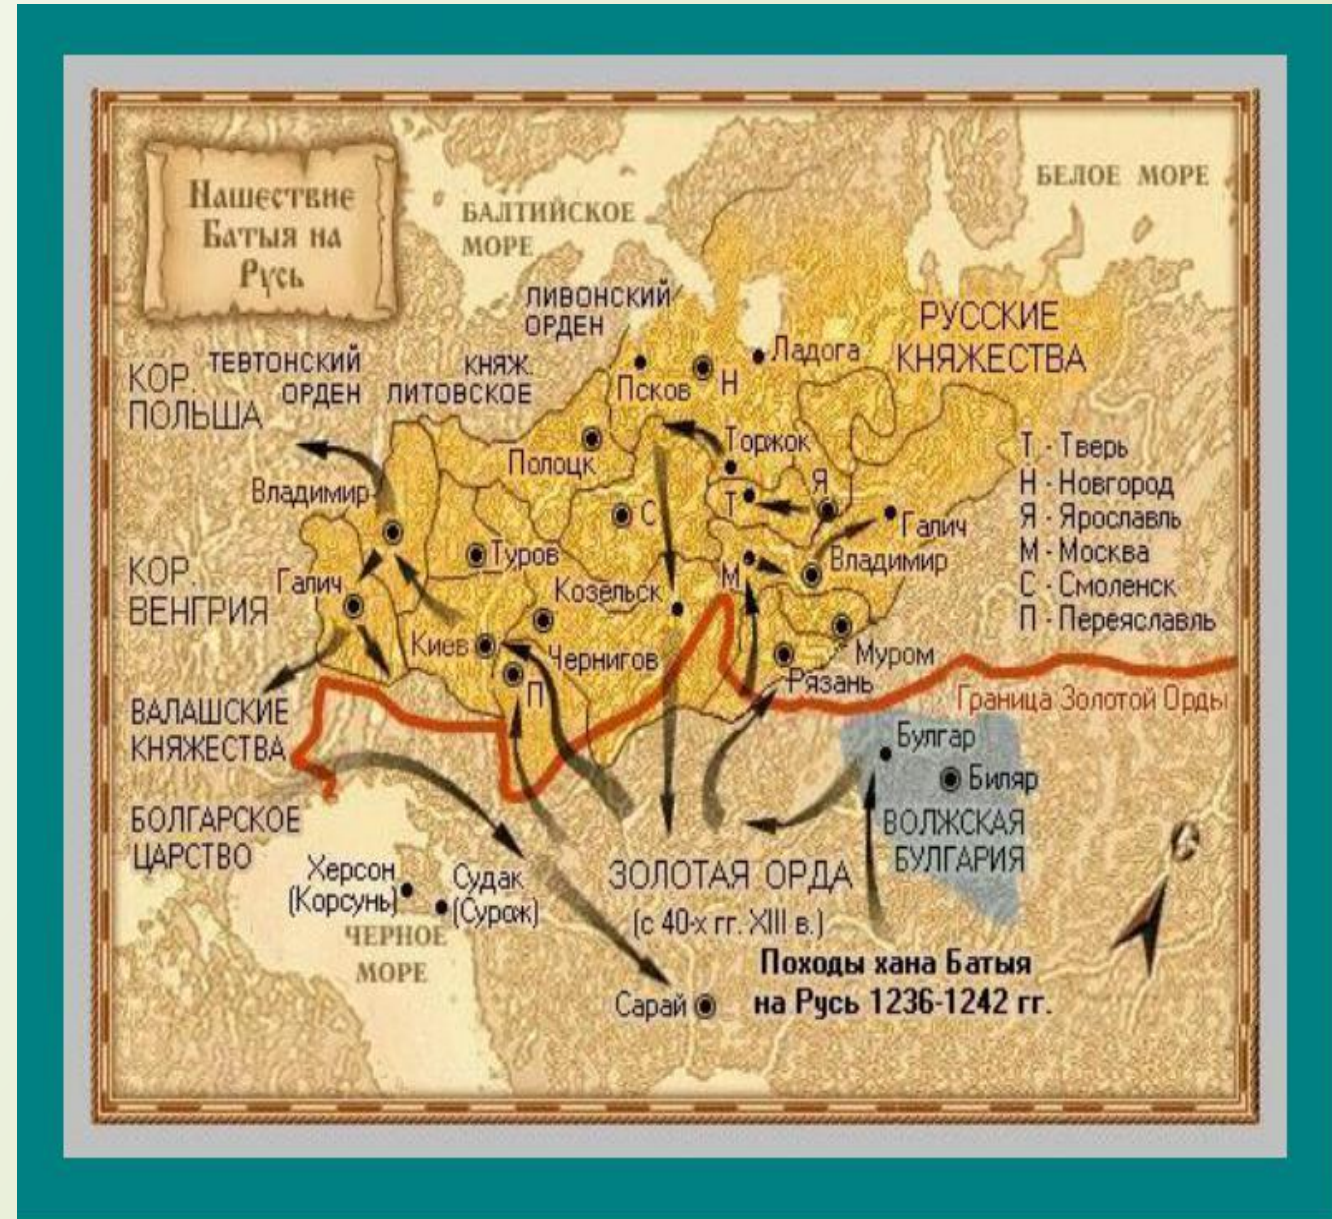 Нашествие
Батыя на
Русь
БЕЛОЕ МОРЕ
БАЛТИЙСКОЕ
МОРЕ
ЛИВОНСКИЙ
ОРДЕН
РУССКИЕ
КНЯЖЕСТВА
КОР.
ПОЛЬША
ТЕВТОНСКИЙ
ОРДЕН
КНЯЖ.
ЛИТОВСКОЕ
Псков
Н
Ладога
Торжок
Полоцк
Владимир
Т
Я
С
Галич
Т - Тверь
Н - Новгород
Я - Ярославль
М - Москва
С - Смоленск
П - Переяславль
КОР.
ВЕНГРИЯ
Галич
Туров
Козельск
М
Владимир
Киев
Чернигов
П
Муром
Рязань
Граница Золотой Орды
ВАЛАШСКИЕ
КНЯЖЕСТВА
Булгар
Биляр
БОЛГАРСКОЕ
ЦАРСТВО
ВОЛЖСКАЯ
БУЛГАРИЯ
Херсон
(Корсунь)
Судак
(Сурож)
ЗОЛОТАЯ ОРДА
(с 40-х гг. XIII в.)
ЧЕРНОЕ
МОРЕ
Походы хана Батыя
на Русь 1236-1242 гг.
Сарай
С